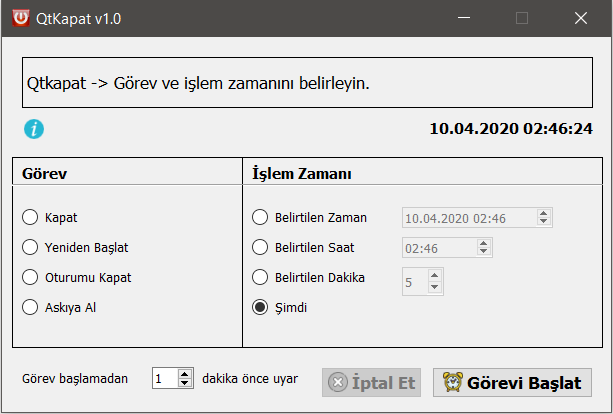 QtKapat v1.0
Qtkapat -> Görev ve işlem zamanını belirleyin.
10.04.2020 02:46:24
Görev
İşlem Zamanı
Kapat
Belirtilen Zaman
10.04.2020 02:46
Yeniden Başlat
Belirtilen Saat
02:46
Oturumu Kapat
Belirtilen Dakika
5
Askıya Al
Şimdi
Görev başlamadan
1
dakika önce uyar
İptal Et
Görevi Başlat